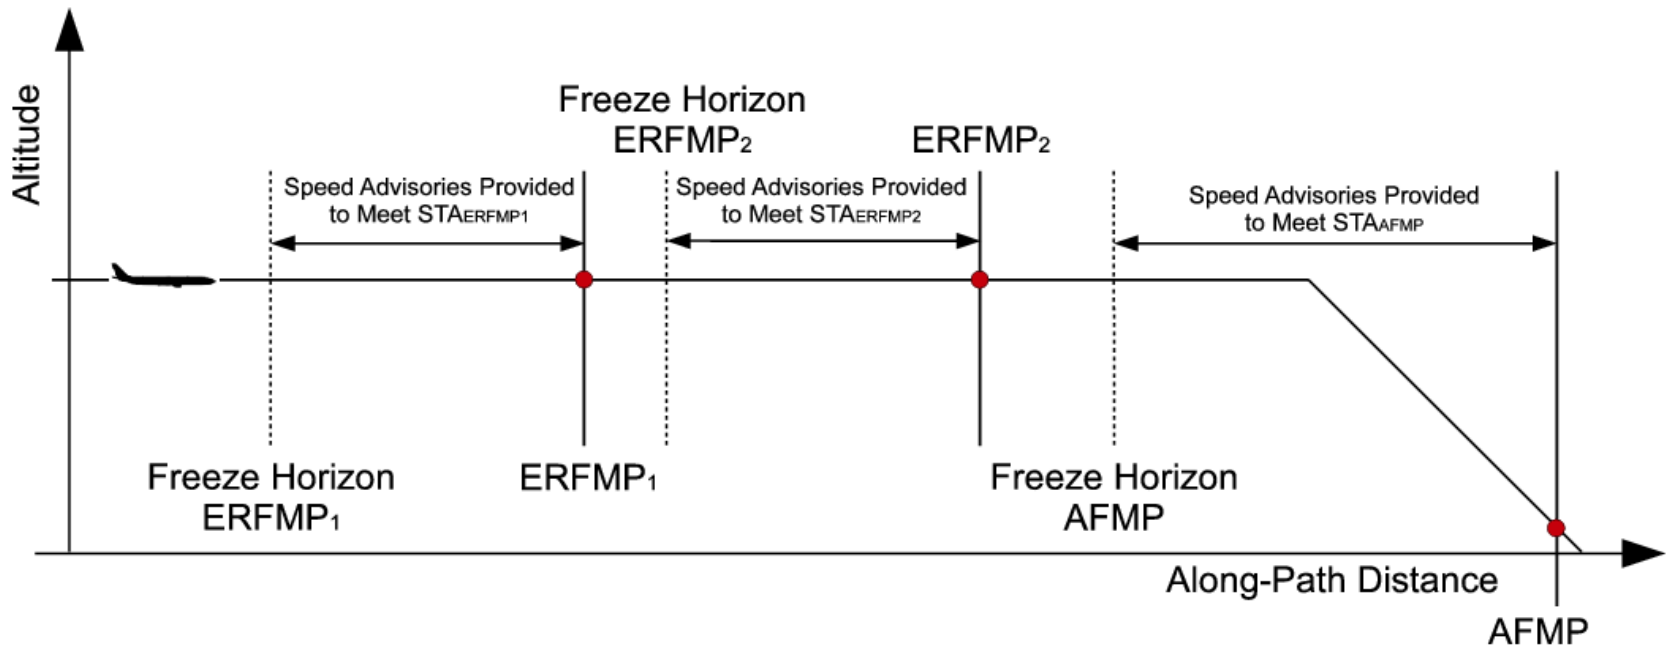 Altitude
Freeze Horizon
ERFMP2
ERFMP2
Speed Advisories Provided
to Meet STAERFMP1
Speed Advisories Provided
to Meet STAERFMP2
Speed Advisories Provided
to Meet STAAFMP
Freeze Horizon
ERFMP1
ERFMP1
Freeze Horizon
AFMP
Along-Path Distance
AFMP